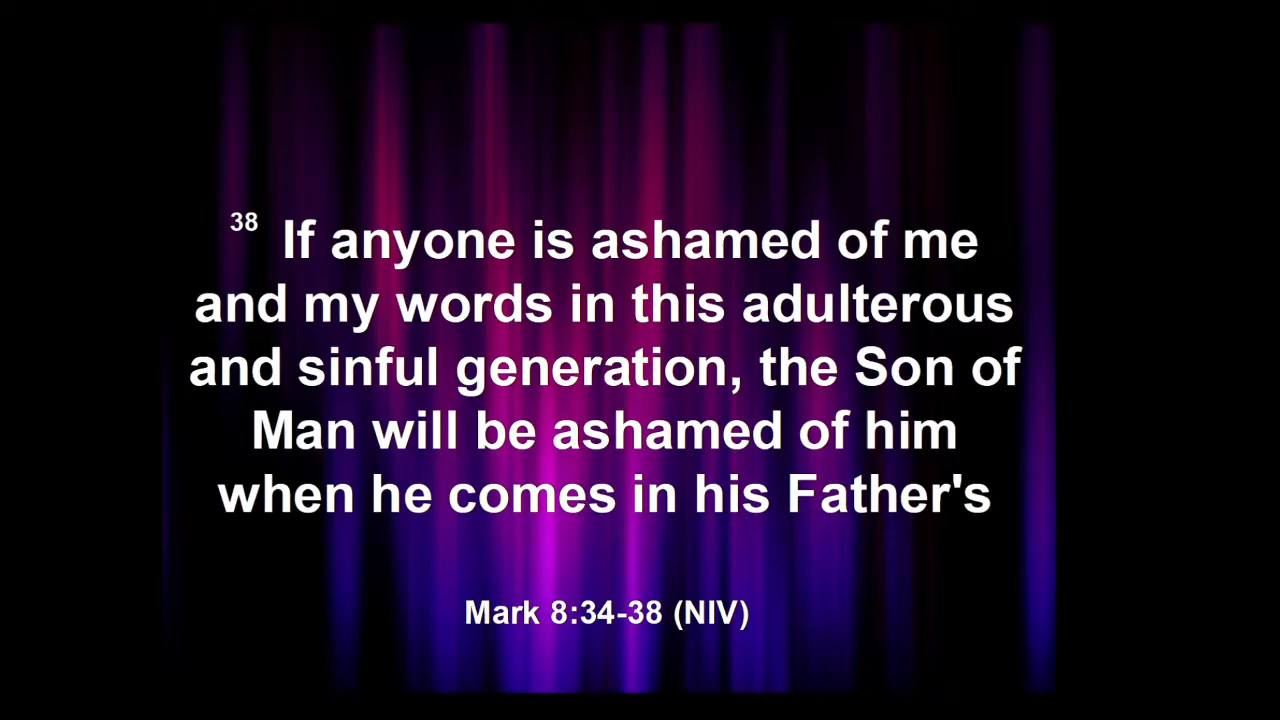 38 If anyone is ashamed of me
and my words in this adulterous
and sinful generation, the Son of
Man will be ashamed of him
when he comes in his Father's
Mark 8:34-38 (NIV)